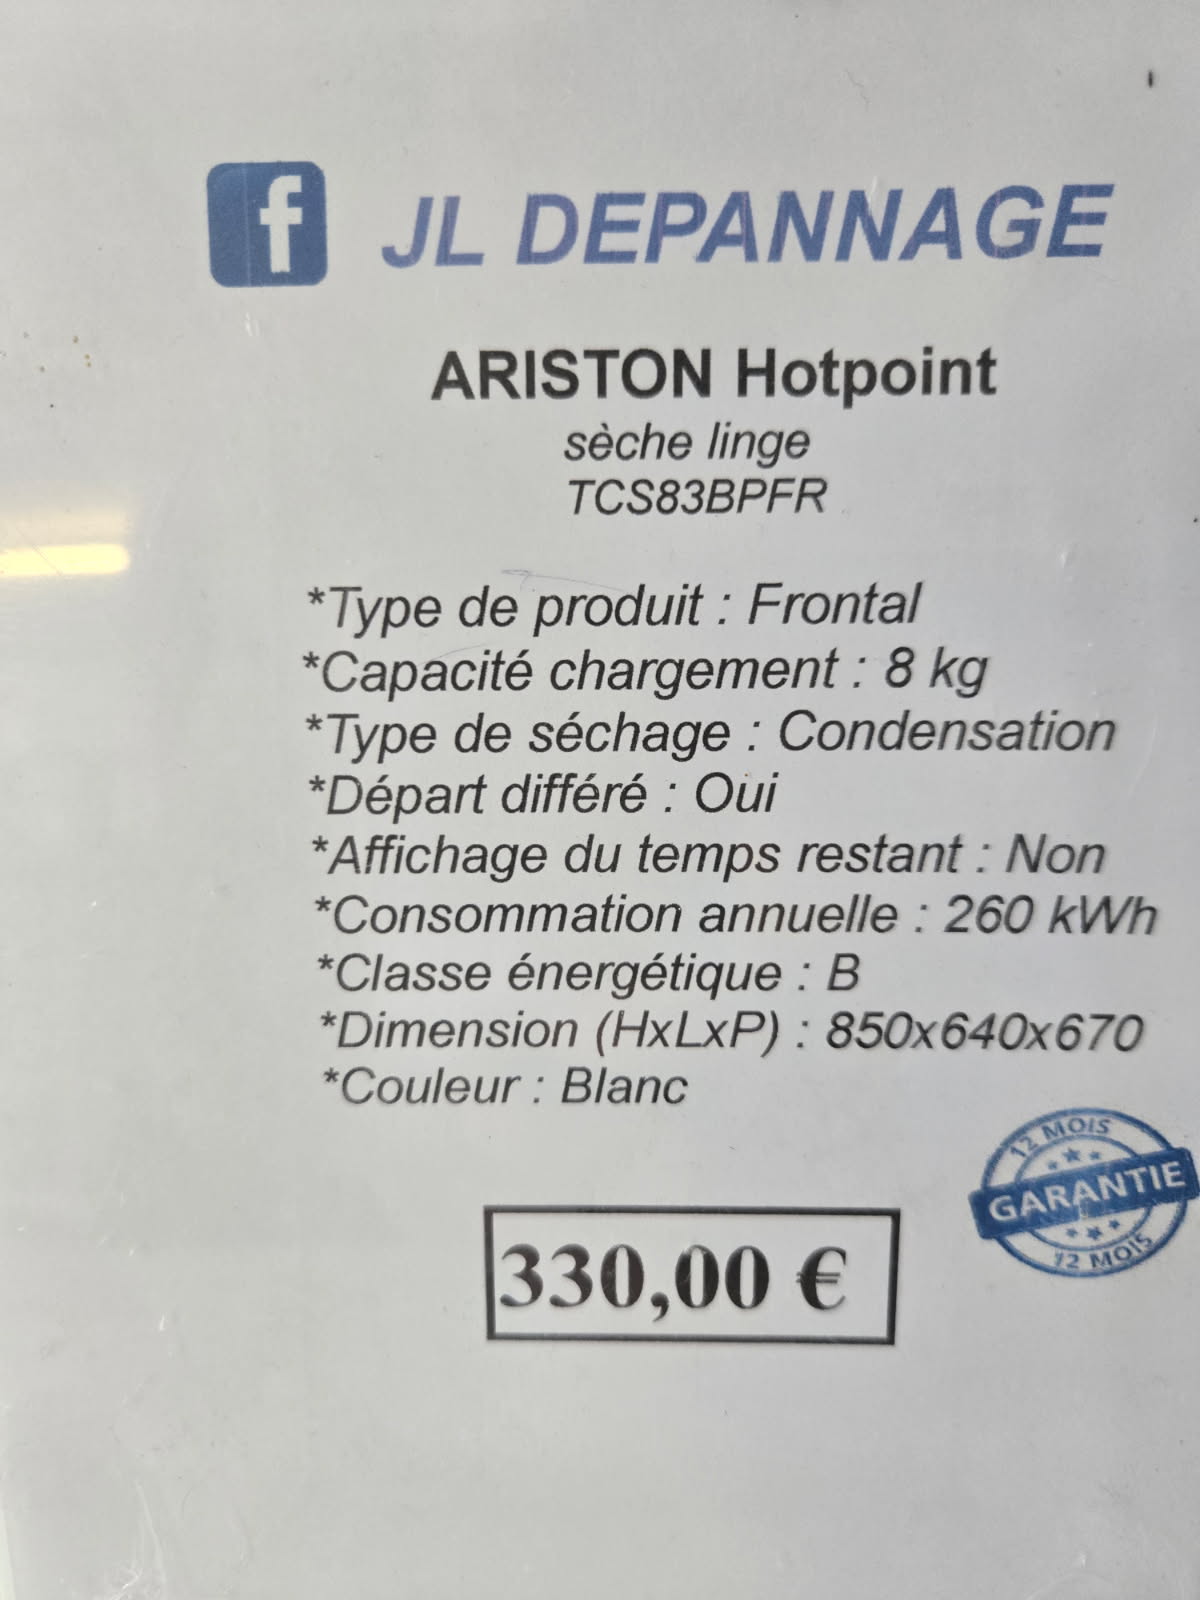 f JL DEPANNAGE
ARISTON Hotpoint
sèche linge
TCS83BPFR
*Type de produit : Frontal
*Capacité chargement : 8 kg
*Type de séchage : Condensation
*Départ différé : Oui
*Affichage du temps restant : Non
*Consommation annuelle : 260 kWh
*Classe énergétique : B
*Dimension (HxLxP) : 850x640x670
*Couleur : Blanc
12 MOIS
GARANTIE
12 MOIS
330,00 €